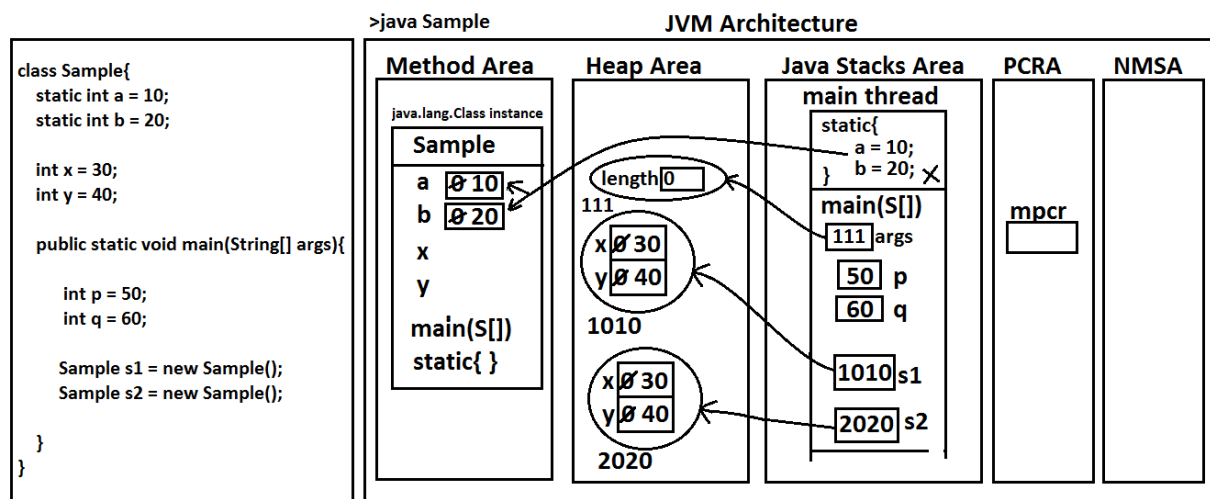 >java Sample
JVM Architecture
class Sample{
static int a = 10;
static int b = 20;
int x = 30;
int y = 40;
public static void main(String[] args){
int p = 50;
int q = 60;
Sample s1 = new Sample();
Sample s2 = new Sample();
}
}
Method Area
java.lang.Class instance
Sample
a 0 10
b 0 20
x
y
main(S[])
static{ }
Heap Area
length 0
111
x 0 30
y 0 40
1010
x 0 30
y 0 40
2020
Java Stacks Area
main thread
static{
a = 10;
b = 20;
}
main(S[])
111 args
50 p
60 q
1010 s1
2020 s2
PCRA
mpcr
NMSA